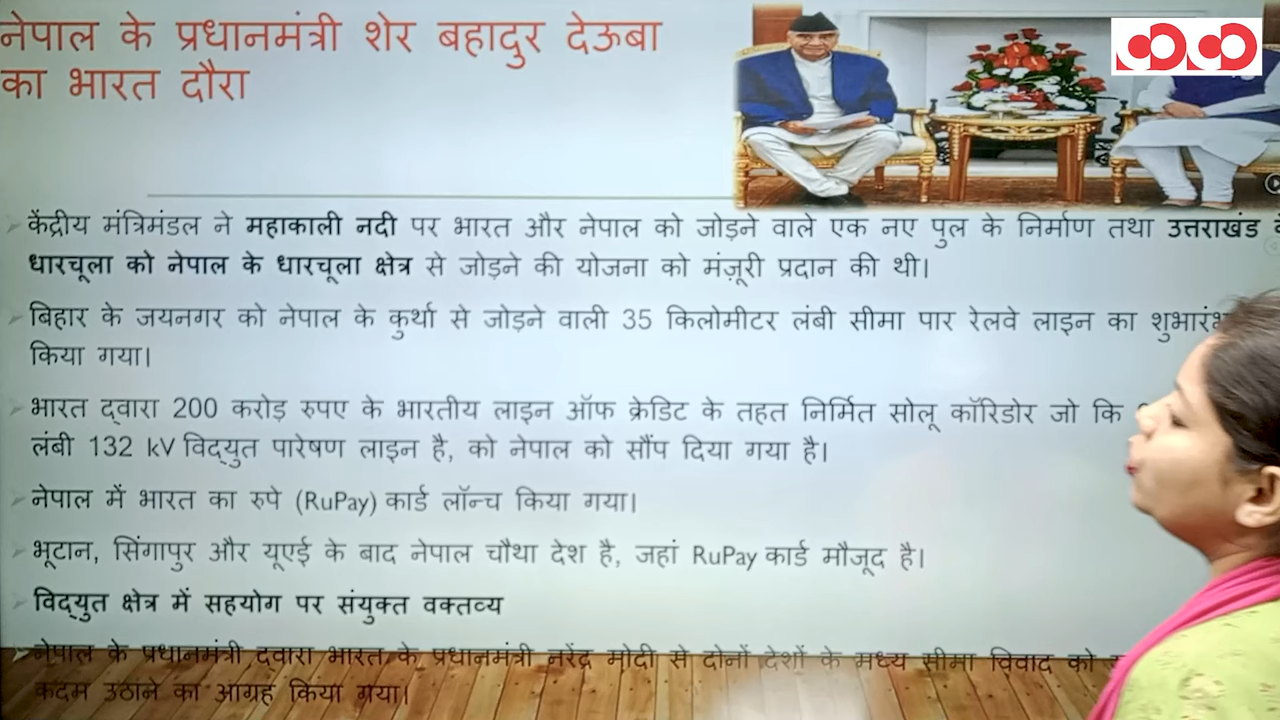 नेपाल के प्रधानमंत्री शेर बहादुर देऊबा
का भारत दौरा
केंद्रीय मंत्रिमंडल ने महाकाली नदी पर भारत और नेपाल को जोड़ने वाले एक नए पुल के निर्माण तथा उत्तराखंड
धारचूला को नेपाल के धारचूला क्षेत्र से जोड़ने की योजना को मंज़ूरी प्रदान की थी।
बिहार के जयनगर को नेपाल के कुर्था से जोड़ने वाली 35 किलोमीटर लंबी सीमा पार रेलवे लाइन का शुभारंभ
किया गया।
भारत द्वारा 200 करोड़ रुपए के भारतीय लाइन ऑफ क्रेडिट के तहत निर्मित सोलू कॉरिडोर जो कि
लंबी 132 kV विद्युत पारेषण लाइन है, को नेपाल को सौंप दिया गया है।
नेपाल में भारत का रुपे (RuPay) कार्ड लॉन्च किया गया।
भूटान, सिंगापुर और यूएई के बाद नेपाल चौथा देश है, जहां RuPay कार्ड मौजूद है।
विद्युत क्षेत्र में सहयोग पर संयुक्त वक्तव्य
नेपाल के प्रधानमंत्री द्वारा भारत के प्रधानमंत्री नरेंद्र मोदी से दोनों देशों के मध्य सीमा विवाद को
कदम उठाने का आग्रह किया गया।